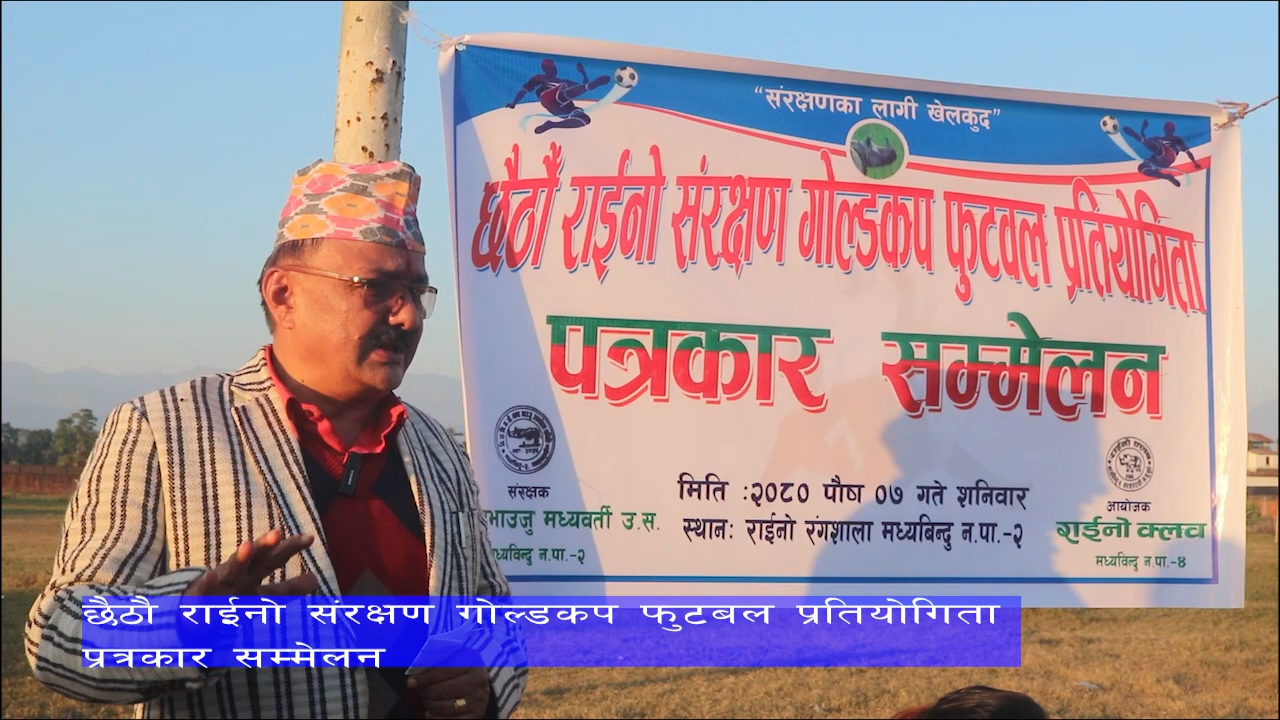 “संरक्षणका लागी खेलकुद”
छैठौँ राईनो संरक्षण गोल्डकप फुटवल प्रतियोगिता
पत्रकार सम्मेलन
मिति :२०८० पौष ०७ गते शनिवार
स्थानः राईनो रंगशाला मध्यबिन्दु न.पा.-२
संरक्षक
भाउजु मध्यवर्ती उ.स.
मध्यविन्दु न.पा.-२
आयोजक
राईनो क्लव
मध्यविन्दु न.पा.-४
छैठौ राईनो संरक्षण गोल्डकप फुटबल प्रतियोगिता
प्रत्रकार सम्मेलन